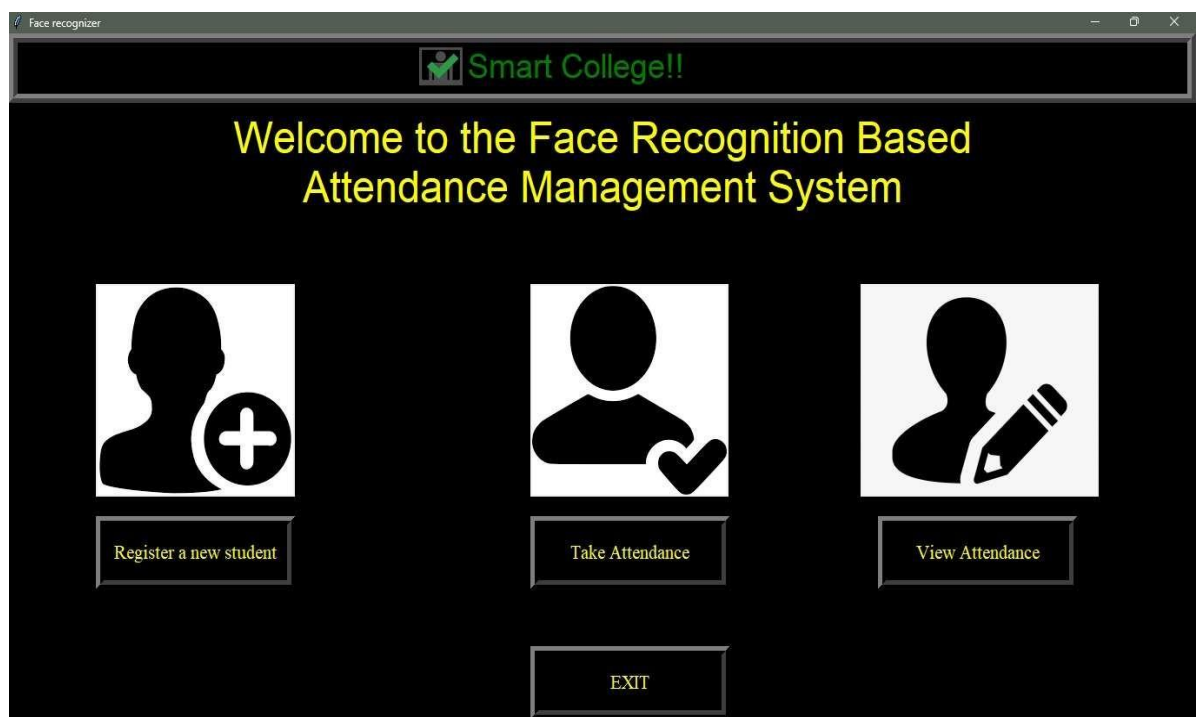 Face recognizer
Smart College!!
Welcome to the Face Recognition Based
Attendance Management System
Register a new student
Take Attendance
View Attendance
EXIT